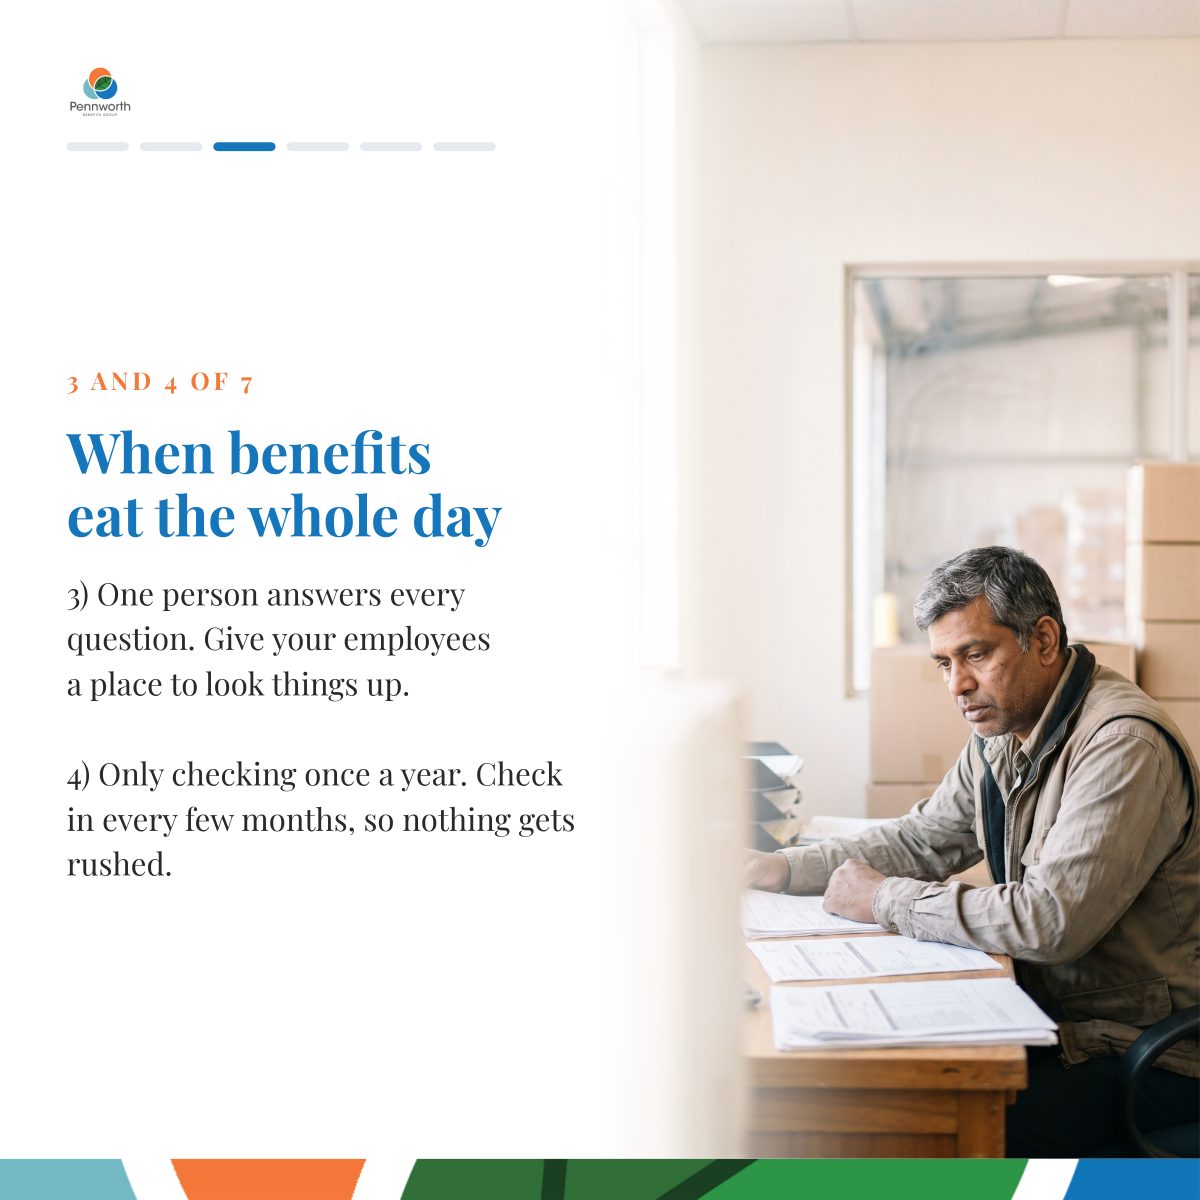 Pennworth
BENEFITS GROUP
3 AND 4 OF 7
When benefits
eat the whole day
3) One person answers every
question. Give your employees
a place to look things up.
4) Only checking once a year. Check
in every few months, so nothing gets
rushed.